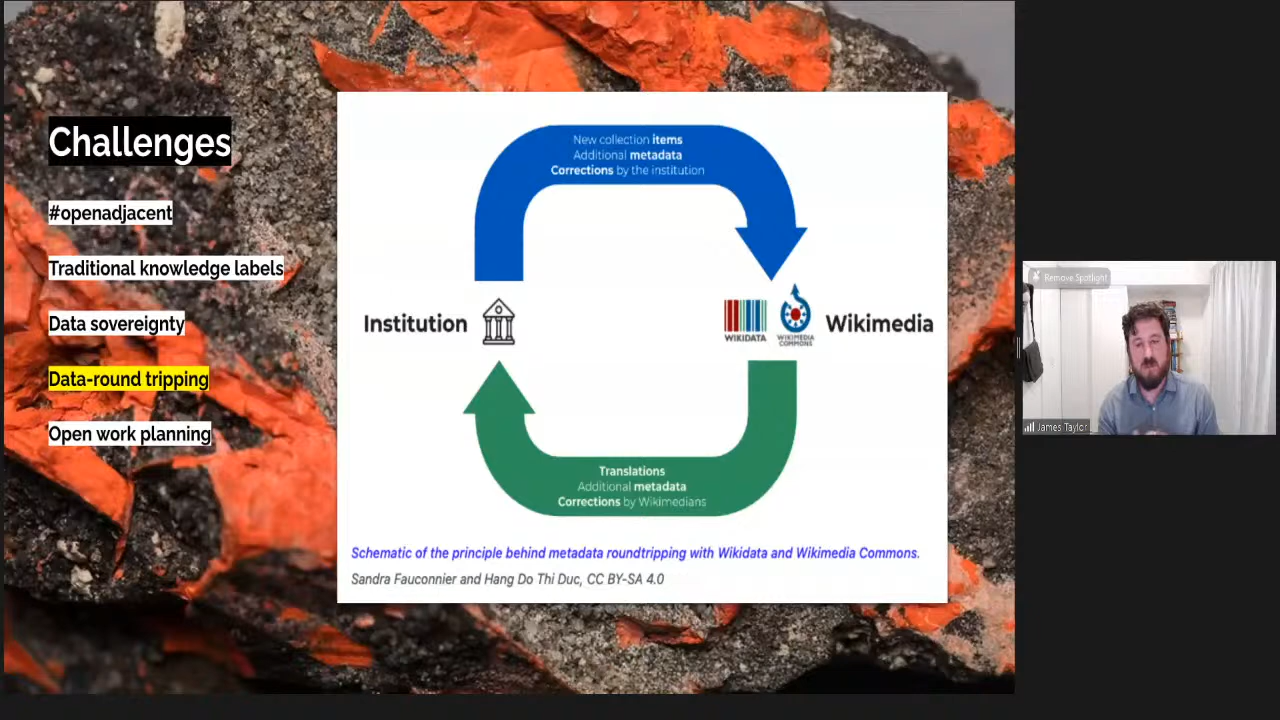 Challenges
#openadjacent
Traditional knowledge labels
Data sovereignty
Data-round tripping
Open work planning
New collection items
Additional metadata
Corrections by the institution
Institution
WIKIDATA
WIKIMEDIA
COMMONS
Wikimedia
Translations
Additional metadata
Corrections by Wikimedians
Schematic of the principle behind metadata roundtripping with Wikidata and Wikimedia Commons.
Sandra Fauconnier and Hang Do Thi Duc, CC BY-SA 4.0
Remove Spotlight
James Taylor